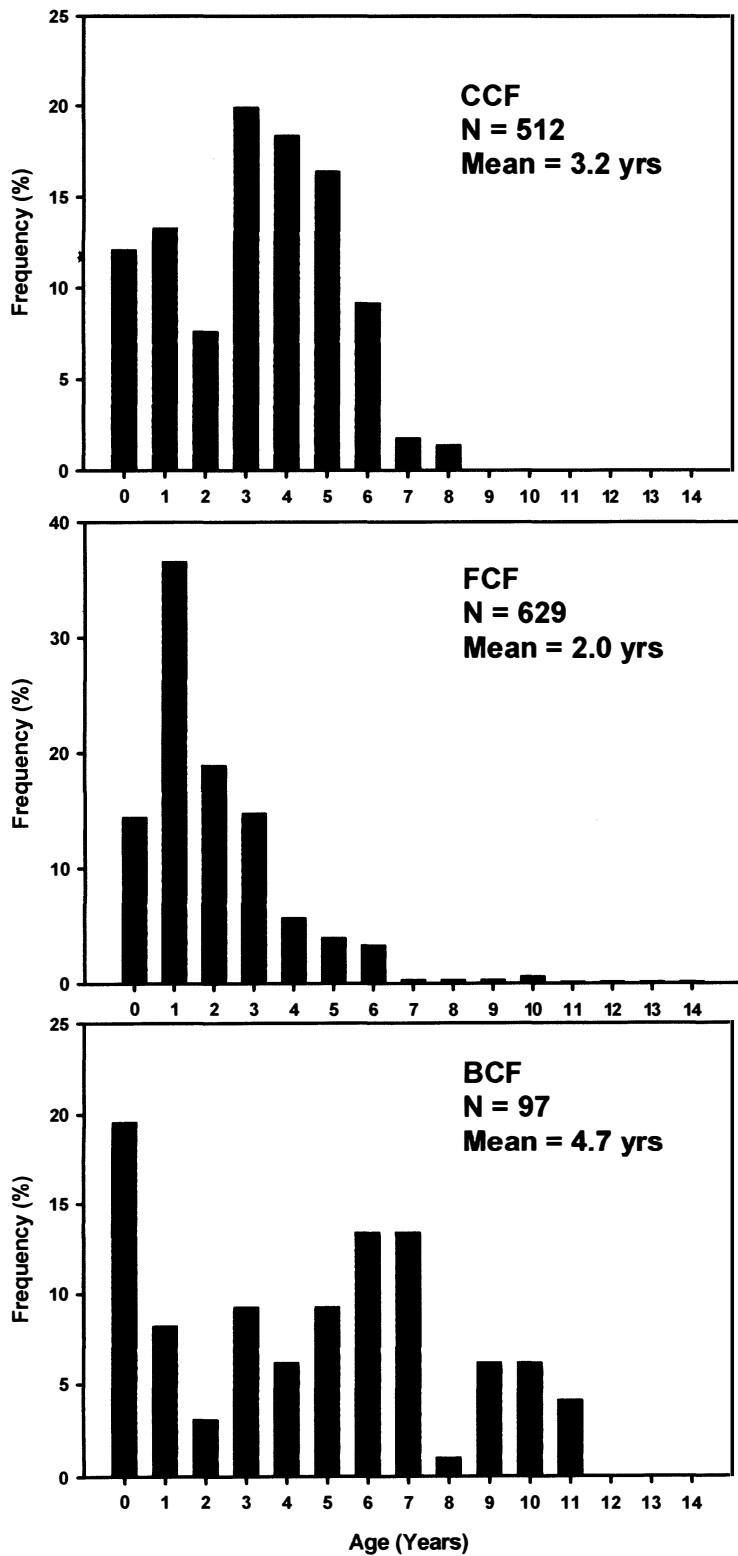 25
20
15
10
5
0
Frequency (%)
CCF
N = 512
Mean = 3.2 yrs
0 1 2 3 4 5 6 7 8 9 10 11 12 13 14
40
30
20
10
0
Frequency (%)
FCF
N = 629
Mean = 2.0 yrs
0 1 2 3 4 5 6 7 8 9 10 11 12 13 14
25
20
15
10
5
0
Frequency (%)
BCF
N = 97
Mean = 4.7 yrs
0 1 2 3 4 5 6 7 8 9 10 11 12 13 14
Age (Years)